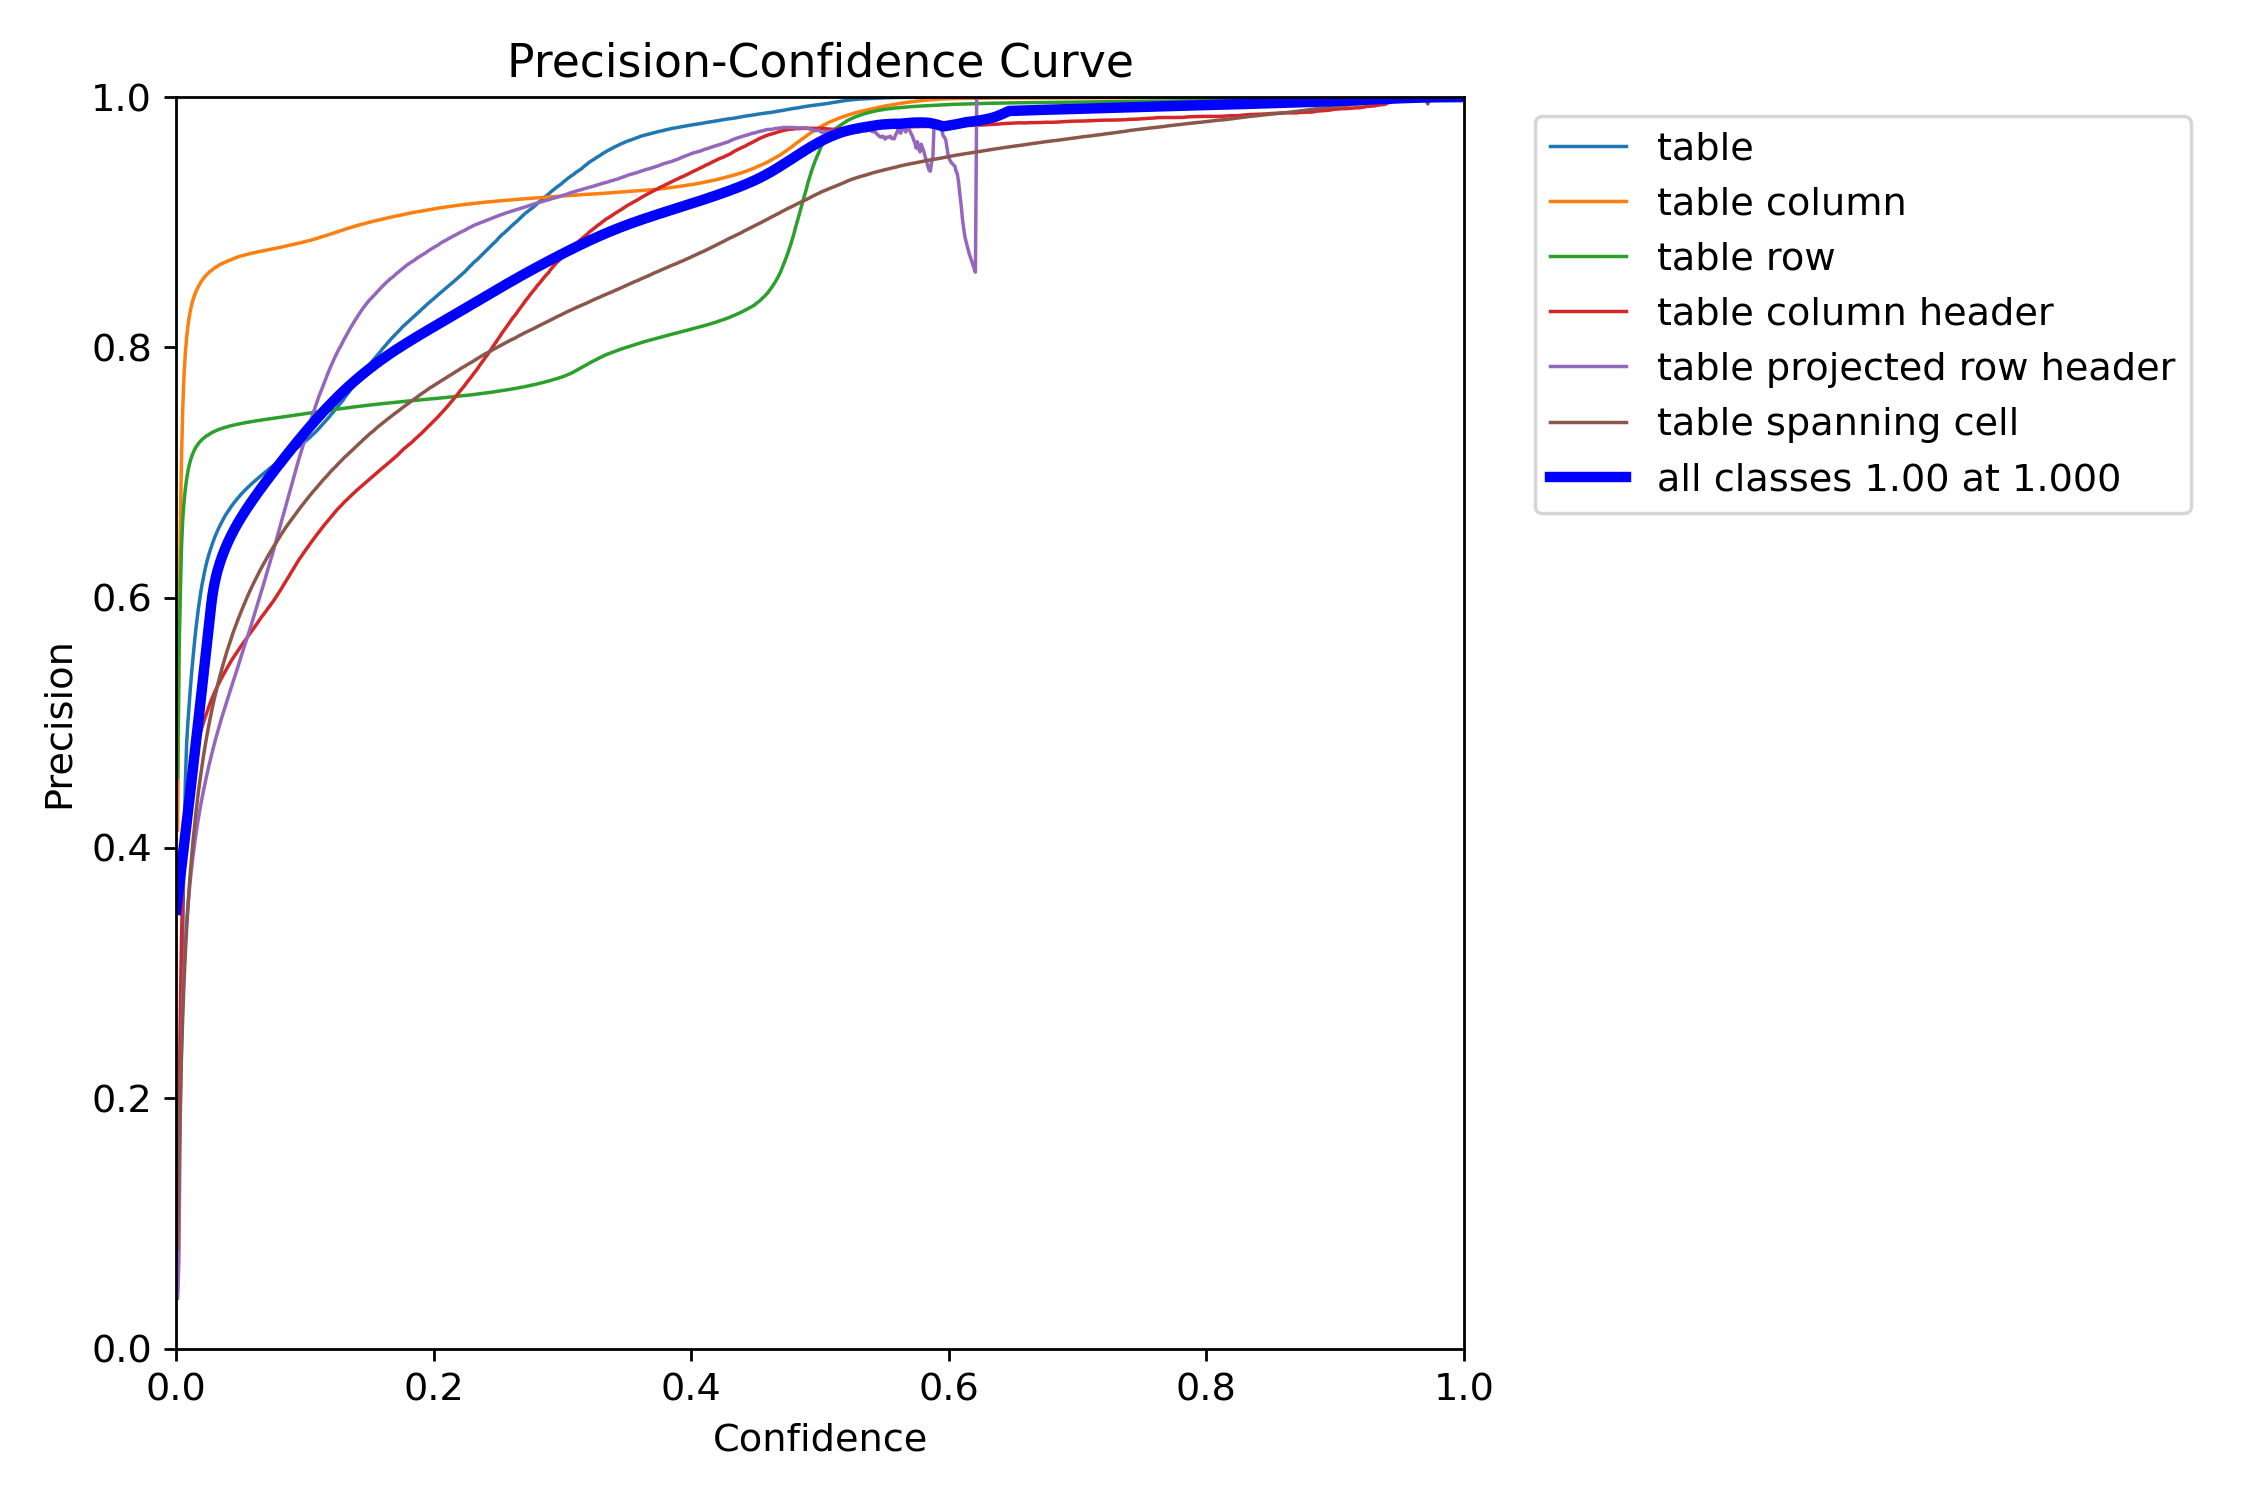 Precision-Confidence Curve
1.0
0.8
0.6
0.4
0.2
0.0
Precision
0.0 0.2 0.4 0.6 0.8 1.0
Confidence
table
table column
table row
table column header
table projected row header
table spanning cell
all classes 1.00 at 1.000